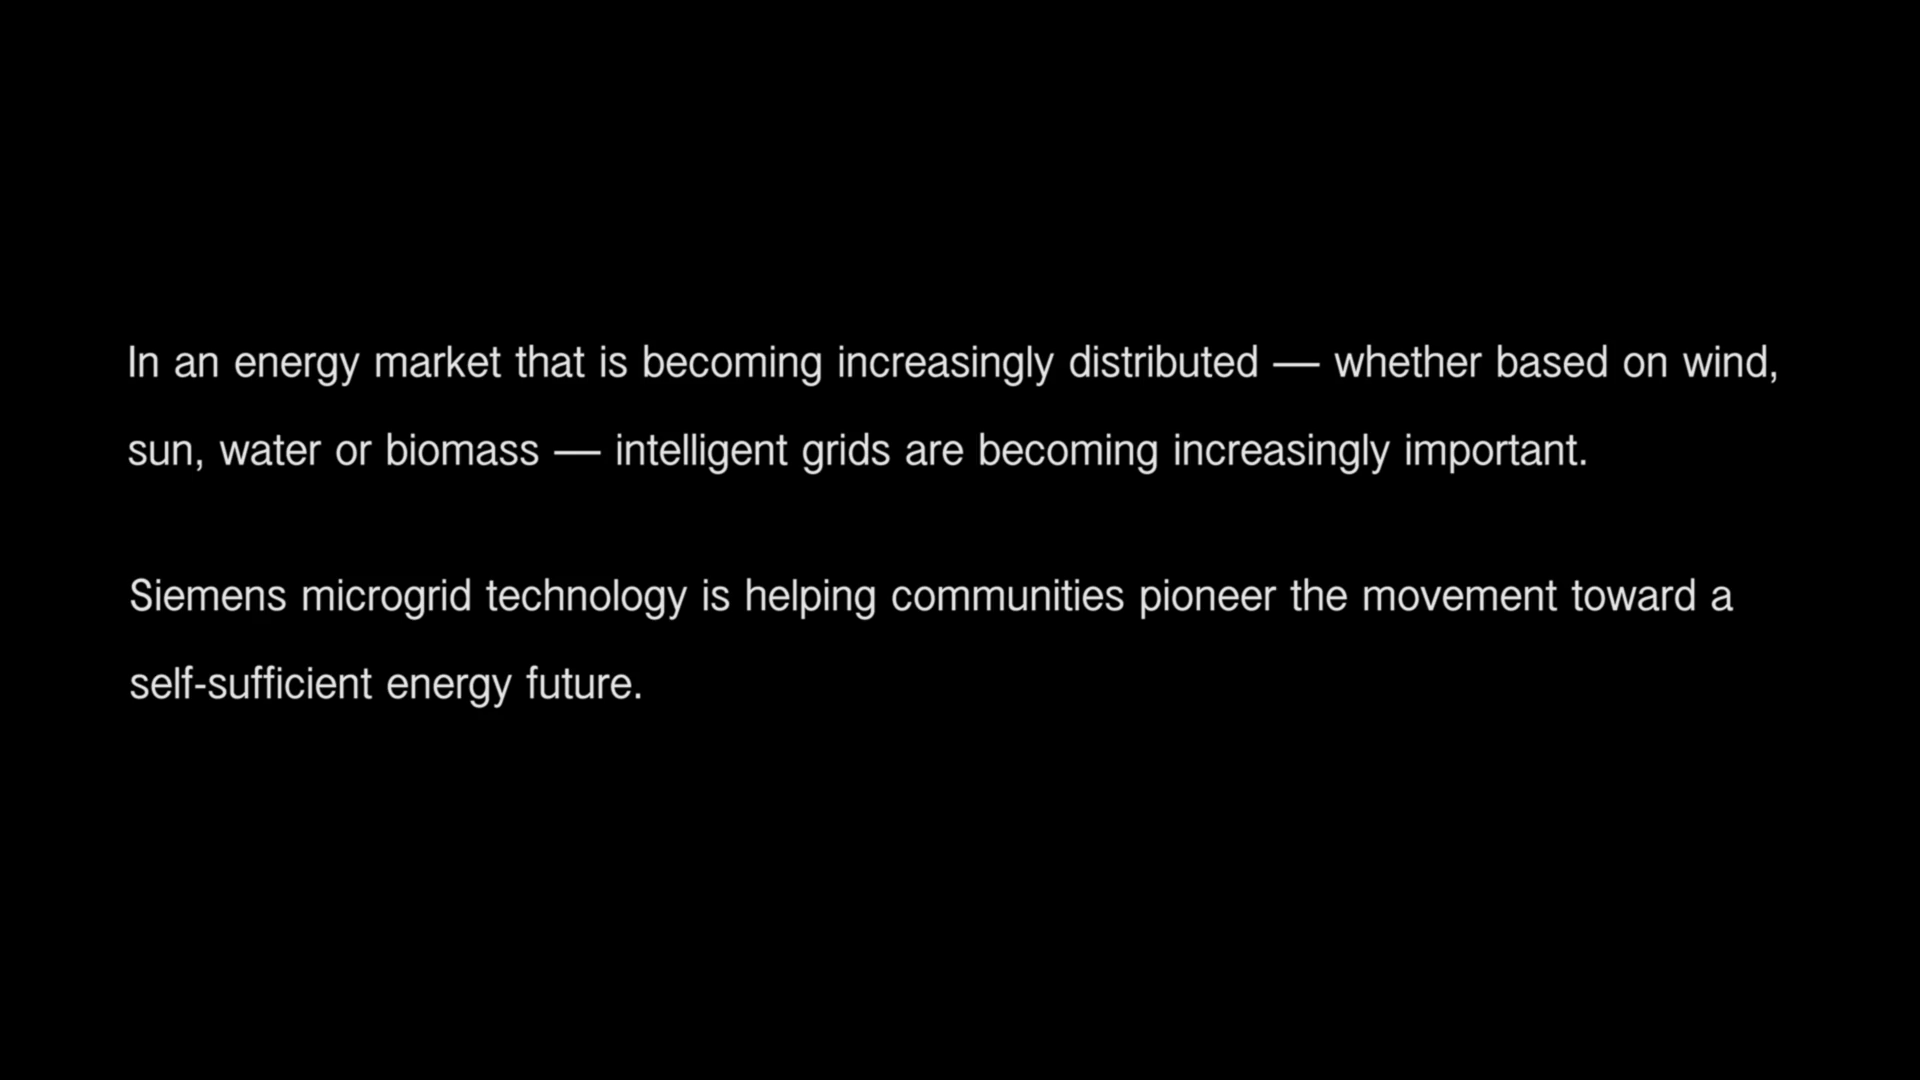 In an energy market that is becoming increasingly distributed — whether based on wind,
sun, water or biomass — intelligent grids are becoming increasingly important.
Siemens microgrid technology is helping communities pioneer the movement toward a
self-sufficient energy future.